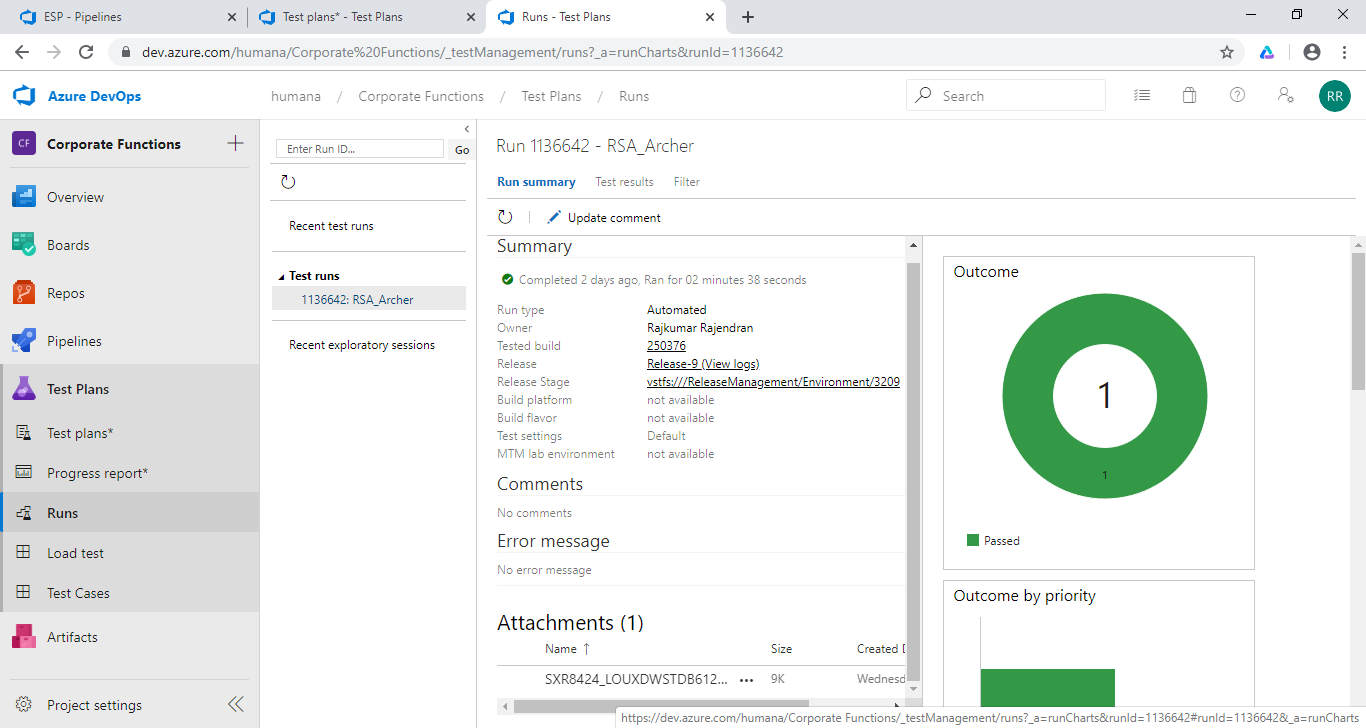 ESP - Pipelines
Test plans* - Test Plans
Runs - Test Plans
dev.azure.com/humana/Corporate%20Functions/_testManagement/runs?_a=runCharts&runId=1136642
Azure DevOps
humana / Corporate Functions / Test Plans / Runs
Search
RR
CF Corporate Functions
Overview
Boards
Repos
Pipelines
Test Plans
Test plans*
Progress report*
Runs
Load test
Test Cases
Artifacts
Project settings
Enter Run ID...
Go
Recent test runs
Test runs
1136642: RSA_Archer
Recent exploratory sessions
Run 1136642 - RSA_Archer
Run summary Test results Filter
Update comment
Summary
Completed 2 days ago, Ran for 02 minutes 38 seconds
Run type Automated
Owner Rajkumar Rajendran
Tested build 250376
Release Release-9 (View logs)
Release Stage vstfs:///ReleaseManagement/Environment/3209
Build platform not available
Build flavor not available
Test settings Default
MTM lab environment not available
Comments
No comments
Error message
No error message
Attachments (1)
Name ↑ Size Created D
SXR8424_LOUXDWSTDB612... 9K Wednesd
Outcome
1
1
Passed
Outcome by priority
https://dev.azure.com/humana/Corporate Functions/_testManagement/runs?_a=runCharts&runId=1136642#runId=1136642&_a=runCharts